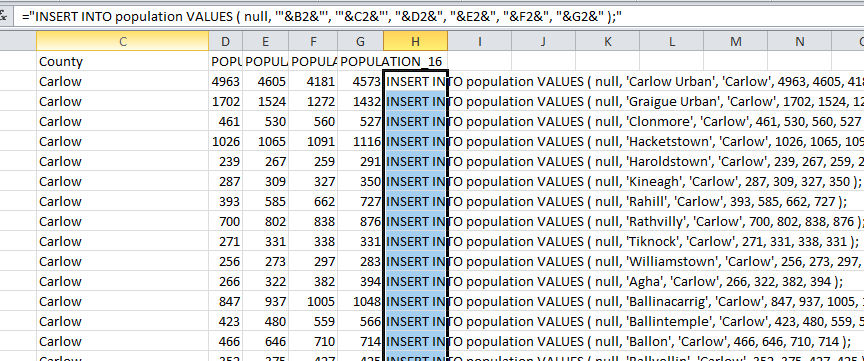 ="INSERT INTO population VALUES ( null, '"&B2&"', '"&C2&"', "&D2&", "&E2&", "&F2&", "&G2&" );"
C D E F G H I J K L M N
County POPU POPULA POPULA POPULATION_16
Carlow 4963 4605 4181 4573 INSERT INTO population VALUES ( null, 'Carlow Urban', 'Carlow', 4963, 4605, 418
Carlow 1702 1524 1272 1432 INSERT INTO population VALUES ( null, 'Graigue Urban', 'Carlow', 1702, 1524, 12
Carlow 461 530 560 527 INSERT INTO population VALUES ( null, 'Clonmore', 'Carlow', 461, 530, 560, 527
Carlow 1026 1065 1091 1116 INSERT INTO population VALUES ( null, 'Hacketstown', 'Carlow', 1026, 1065, 109
Carlow 239 267 259 291 INSERT INTO population VALUES ( null, 'Haroldstown', 'Carlow', 239, 267, 259, 2
Carlow 287 309 327 350 INSERT INTO population VALUES ( null, 'Kineagh', 'Carlow', 287, 309, 327, 350 );
Carlow 393 585 662 727 INSERT INTO population VALUES ( null, 'Rahill', 'Carlow', 393, 585, 662, 727 );
Carlow 700 802 838 876 INSERT INTO population VALUES ( null, 'Rathvilly', 'Carlow', 700, 802, 838, 876 );
Carlow 271 331 338 331 INSERT INTO population VALUES ( null, 'Tiknock', 'Carlow', 271, 331, 338, 331 );
Carlow 256 273 297 283 INSERT INTO population VALUES ( null, 'Williamstown', 'Carlow', 256, 273, 297,
Carlow 266 322 382 394 INSERT INTO population VALUES ( null, 'Agha', 'Carlow', 266, 322, 382, 394 );
Carlow 847 937 1005 1048 INSERT INTO population VALUES ( null, 'Ballinacarrig', 'Carlow', 847, 937, 1005, 1
Carlow 423 480 559 566 INSERT INTO population VALUES ( null, 'Ballintemple', 'Carlow', 423, 480, 559, 5
Carlow 466 646 710 714 INSERT INTO population VALUES ( null, 'Ballon', 'Carlow', 466, 646, 710, 714 );